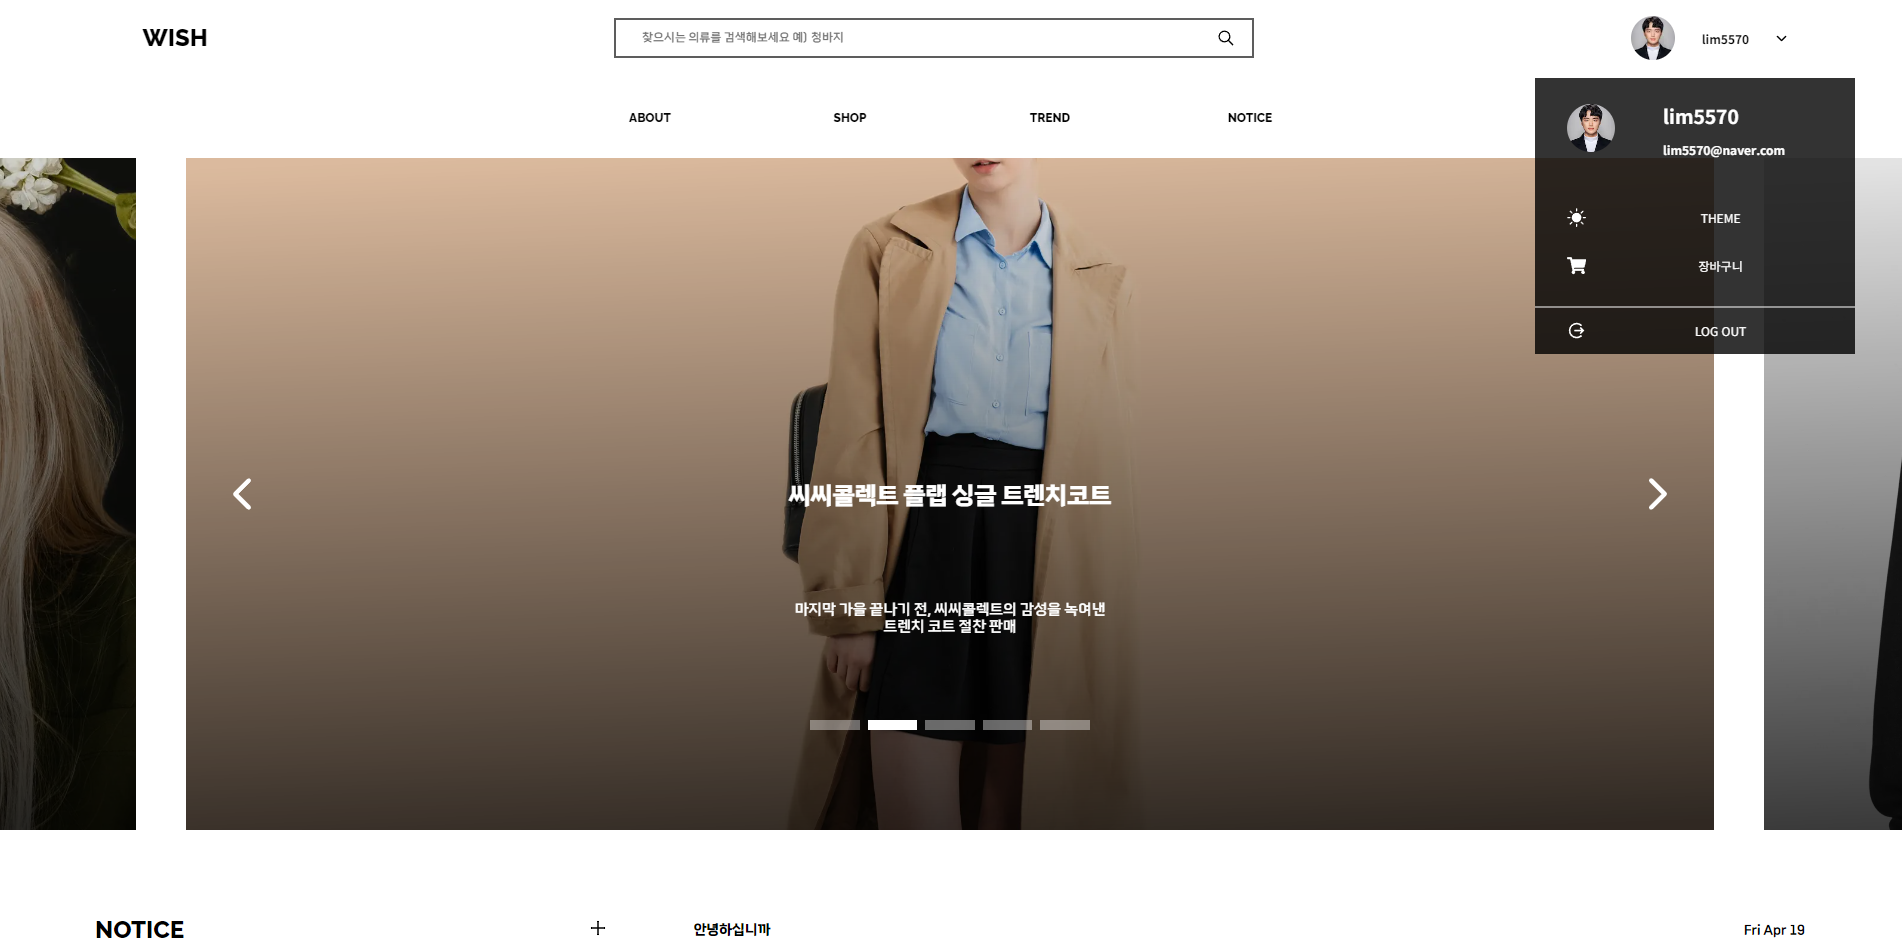 WISH
찾으시는 의류를 검색해보세요 예) 청바지
lim5570
ABOUT
SHOP
TREND
NOTICE
lim5570
lim5570@naver.com
THEME
장바구니
LOG OUT
씨씨콜렉트 플랩 싱글 트렌치코트
마지막 가을 끝나기 전, 씨씨콜렉트의 감성을 녹여낸
트렌치 코트 절찬 판매
NOTICE
안녕하십니까
Fri Apr 19